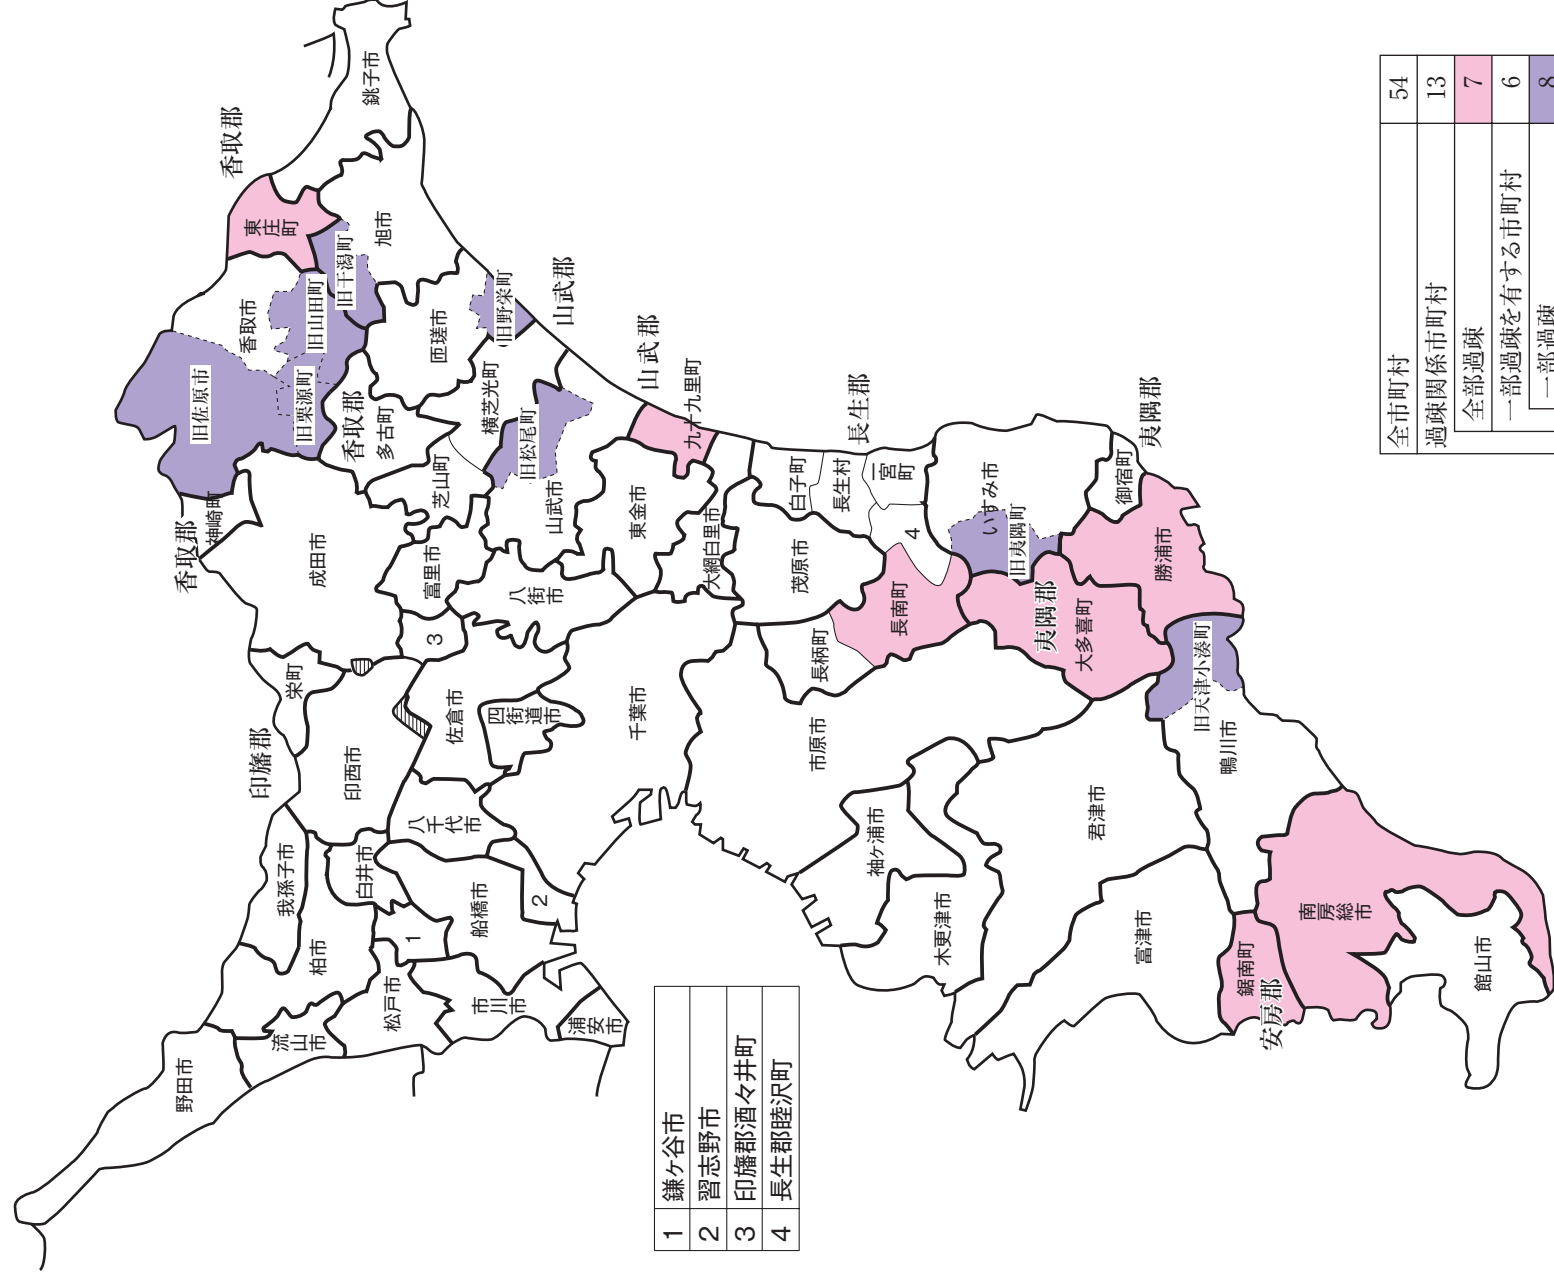 香取郡
銚子市
東庄町
旭市
旧干潟町
旧山田町
香取市
旧佐原市
旧栗源町
香取郡
多古町
匝瑳市
旧野栄町
山武郡
横芝光町
旧松尾町
芝山町
山武市
山武郡
九十九里町
東金市
大網白里市
香取郡
神崎町
成田市
富里市
八街市
3
栄町
印旛郡
印西市
佐倉市
四街道市
千葉市
八千代市
白井市
我孫子市
柏市
船橋市
2
1
松戸市
流山市
野田市
市川市
浦安市
長生郡
白子町
長生村
一宮町
4
茂原市
長南町
長柄町
市原市
いすみ市
旧夷隅町
夷隅郡
御宿町
勝浦市
夷隅郡
大多喜町
旧天津小湊町
鴨川市
袖ケ浦市
木更津市
君津市
富津市
鋸南町
安房郡
南房総市
館山市
1 鎌ケ谷市
2 習志野市
3 印旛郡酒々井町
4 長生郡睦沢町
全市町村 54
過疎関係市町村 13
全部過疎 7
一部過疎を有する市町村 6
一部過疎 8